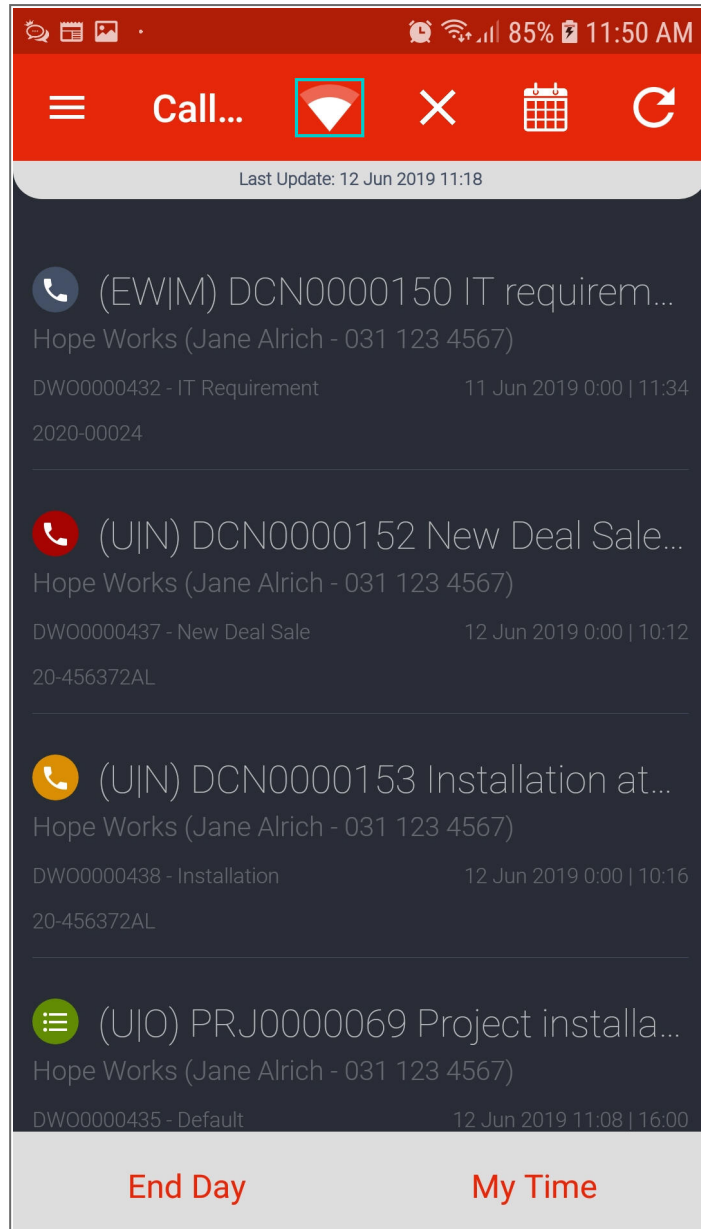 85% 11:50 AM
Call...
Last Update: 12 Jun 2019 11:18
(EW|M) DCN0000150 IT requirem...
Hope Works (Jane Alrich - 031 123 4567)
DWO0000432 - IT Requirement 11 Jun 2019 0:00 | 11:34
2020-00024
(U|N) DCN0000152 New Deal Sale...
Hope Works (Jane Alrich - 031 123 4567)
DWO0000437 - New Deal Sale 12 Jun 2019 0:00 | 10:12
20-456372AL
(U|N) DCN0000153 Installation at...
Hope Works (Jane Alrich - 031 123 4567)
DWO0000438 - Installation 12 Jun 2019 0:00 | 10:16
20-456372AL
(U|O) PRJ0000069 Project installa...
Hope Works (Jane Alrich - 031 123 4567)
DWO0000435 - Default 12 Jun 2019 11:08 | 16:00
End Day My Time